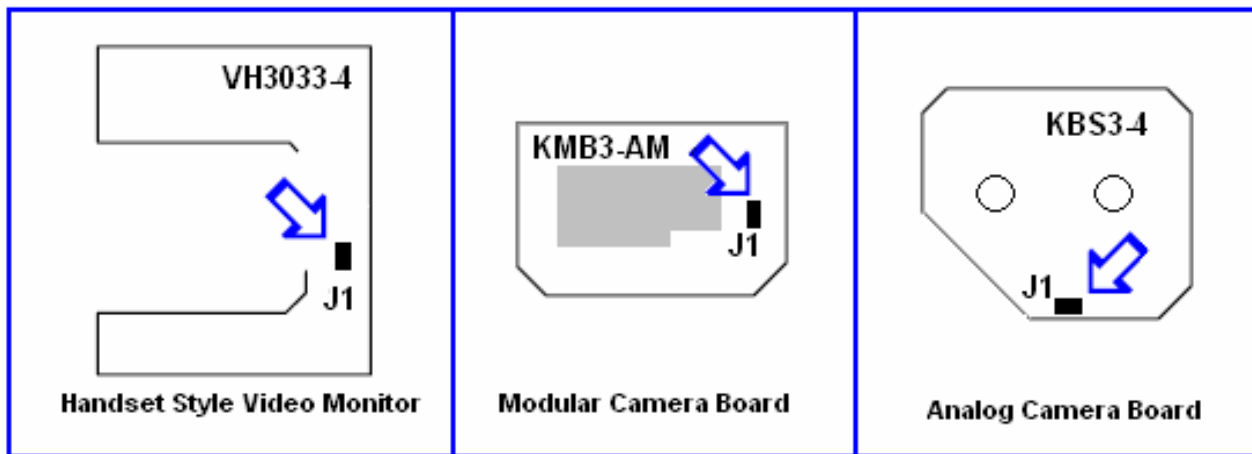 VH3033-4
J1
Handset Style Video Monitor
KMB3-AM
J1
Modular Camera Board
KBS3-4
J1
Analog Camera Board